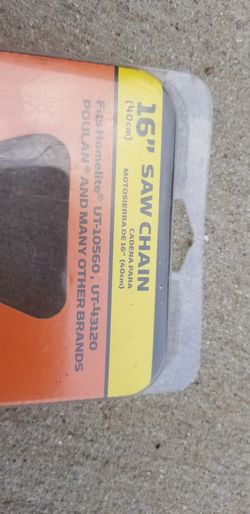 16" SAW CHAIN
(40cm) CADENA PARA
MOTOSIERRA DE 16" (40cm)
Fits Homelite® UT-10560, UT-43120
POULAN® AND MANY OTHER BRANDS